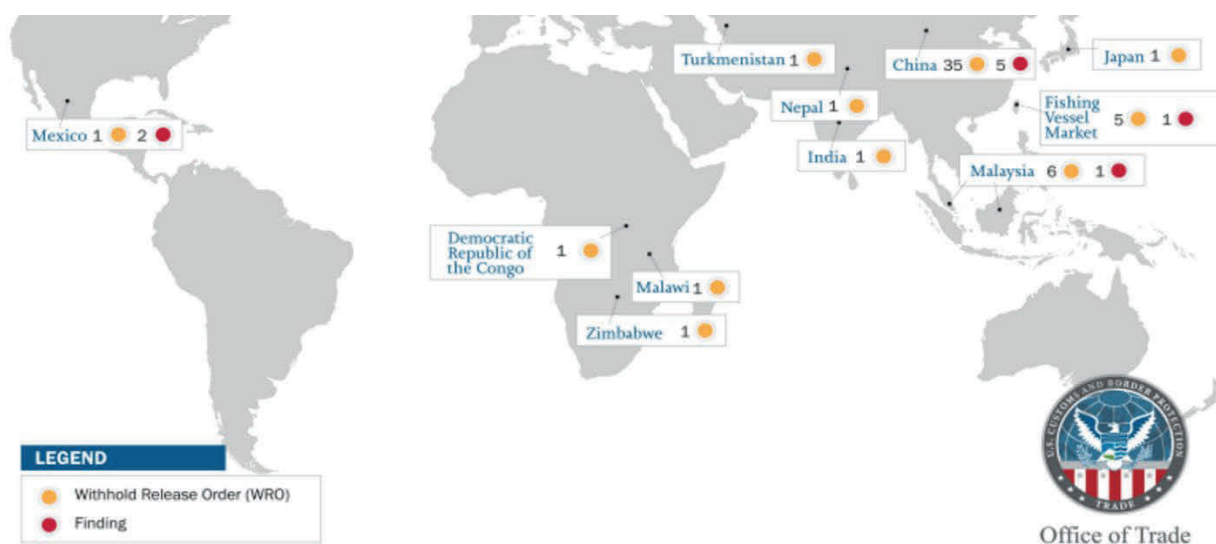 Turkmenistan 1
China 35 5
Japan 1
Nepal 1
Fishing
Vessel
Market
5 1
Mexico 1 2
India 1
Malaysia 6 1
Democratic
Republic of
the Congo
1
Malawi 1
Zimbabwe 1
LEGEND
Withhold Release Order (WRO)
Finding
U.S. CUSTOMS AND BORDER PROTECTION
TRADE
Office of Trade